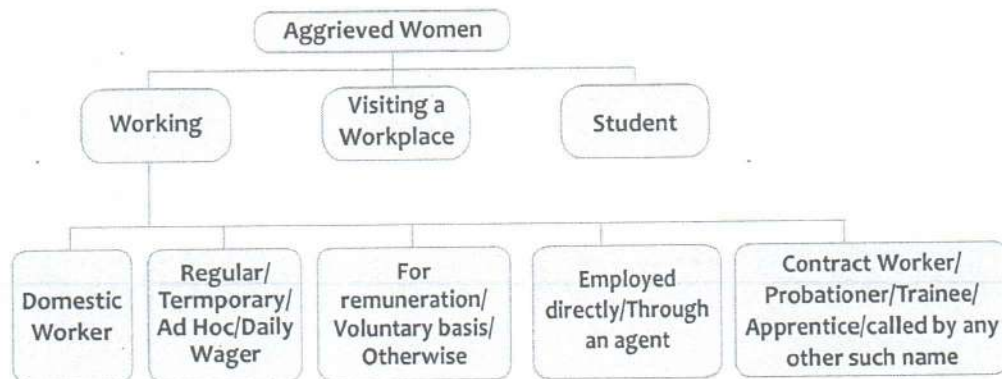 Aggrieved Women
Working
Visiting a
Workplace
Student
Domestic
Worker
Regular/
Termporary/
Ad Hoc/Daily
Wager
For
remuneration/
Voluntary basis/
Otherwise
Employed
directly/Through
an agent
Contract Worker/
Probationer/Trainee/
Apprentice/called by any
other such name